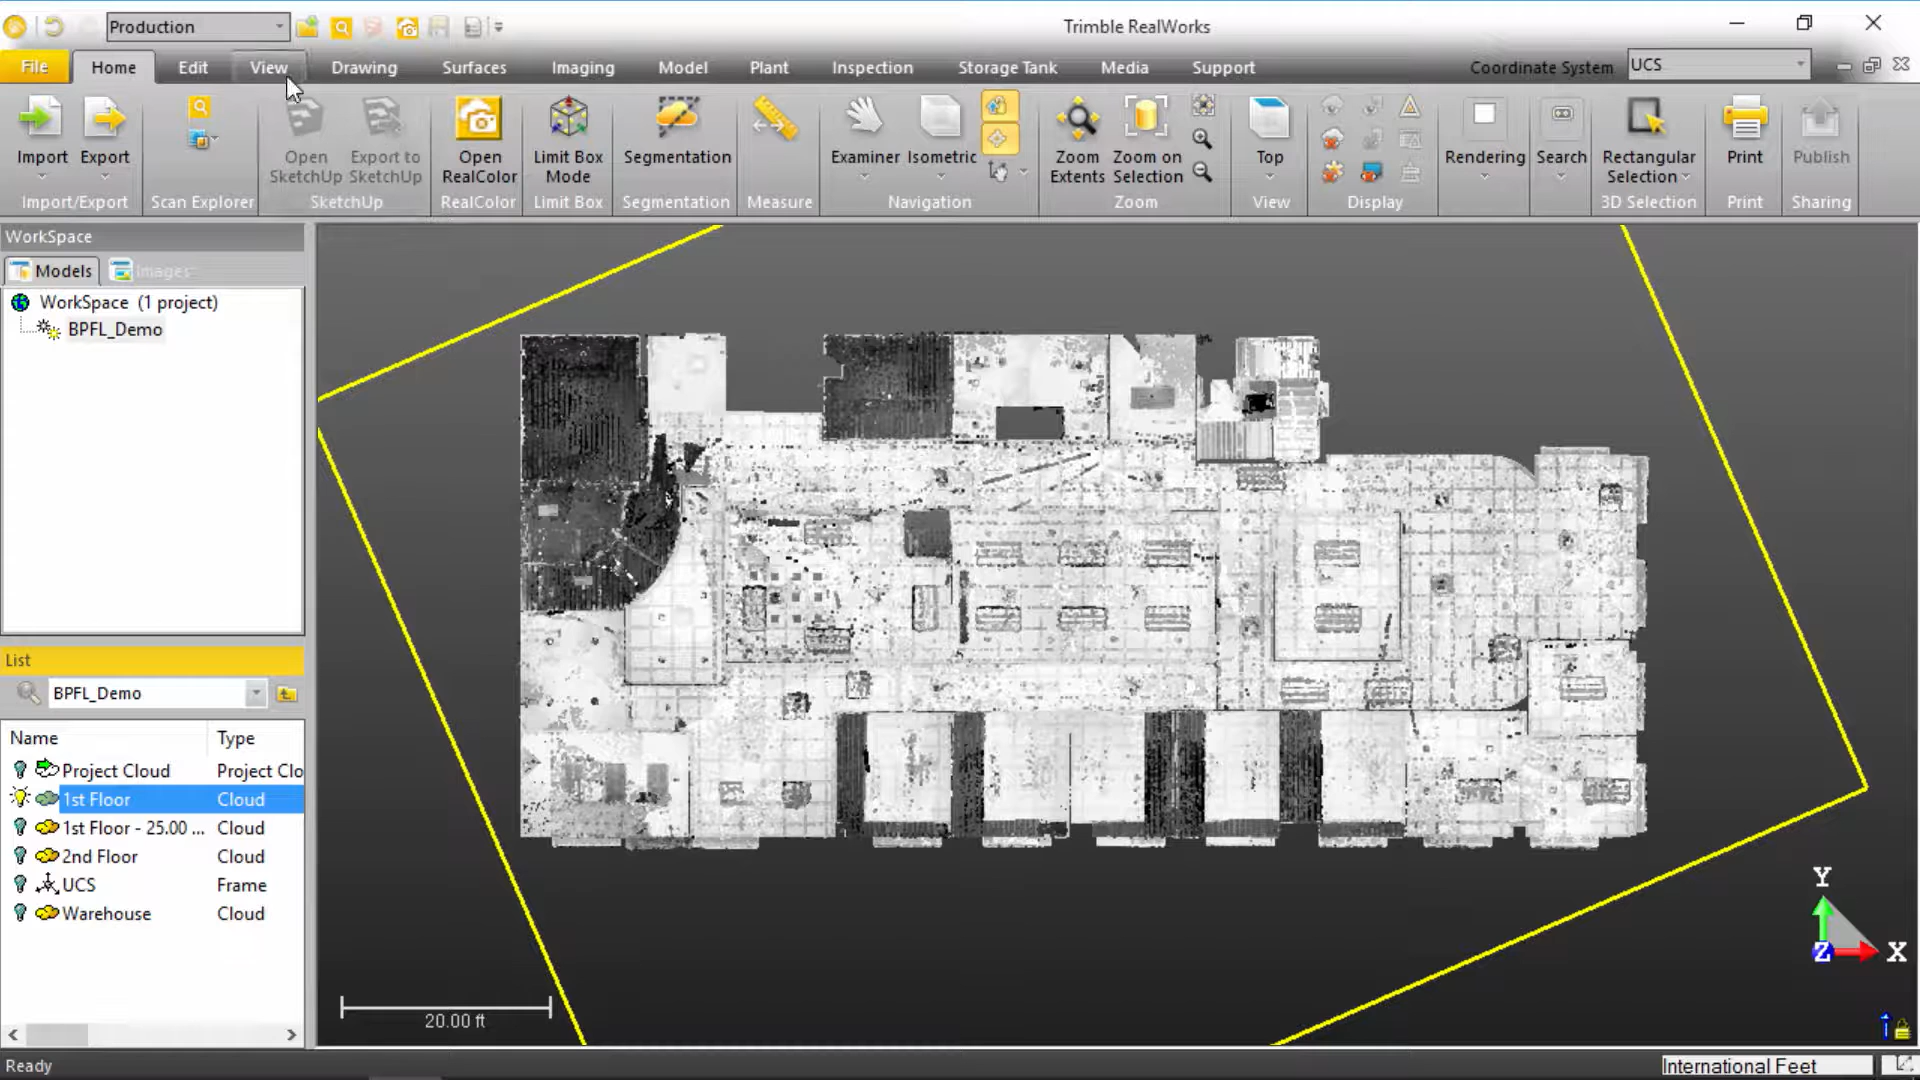 Production
Trimble RealWorks
File
Home
Edit
View
Drawing
Surfaces
Imaging
Model
Plant
Inspection
Storage Tank
Media
Support
Coordinate System
UCS
Import
Export
Import/Export
Scan Explorer
Open
SketchUp
Export to
SketchUp
SketchUp
Open
RealColor
RealColor
Limit Box
Mode
Limit Box
Segmentation
Segmentation
Measure
Examiner
Isometric
Navigation
Zoom
Extents
Zoom on
Selection
Zoom
Top
View
Display
Rendering
Search
Rectangular
Selection
3D Selection
Print
Print
Publish
Sharing
WorkSpace
Models
Images
WorkSpace (1 project)
BPFL_Demo
List
BPFL_Demo
Name Type
Project Cloud Project Clo
1st Floor Cloud
1st Floor - 25.00 ... Cloud
2nd Floor Cloud
UCS Frame
Warehouse Cloud
20.00 ft
Y
Z
X
Ready
International Feet